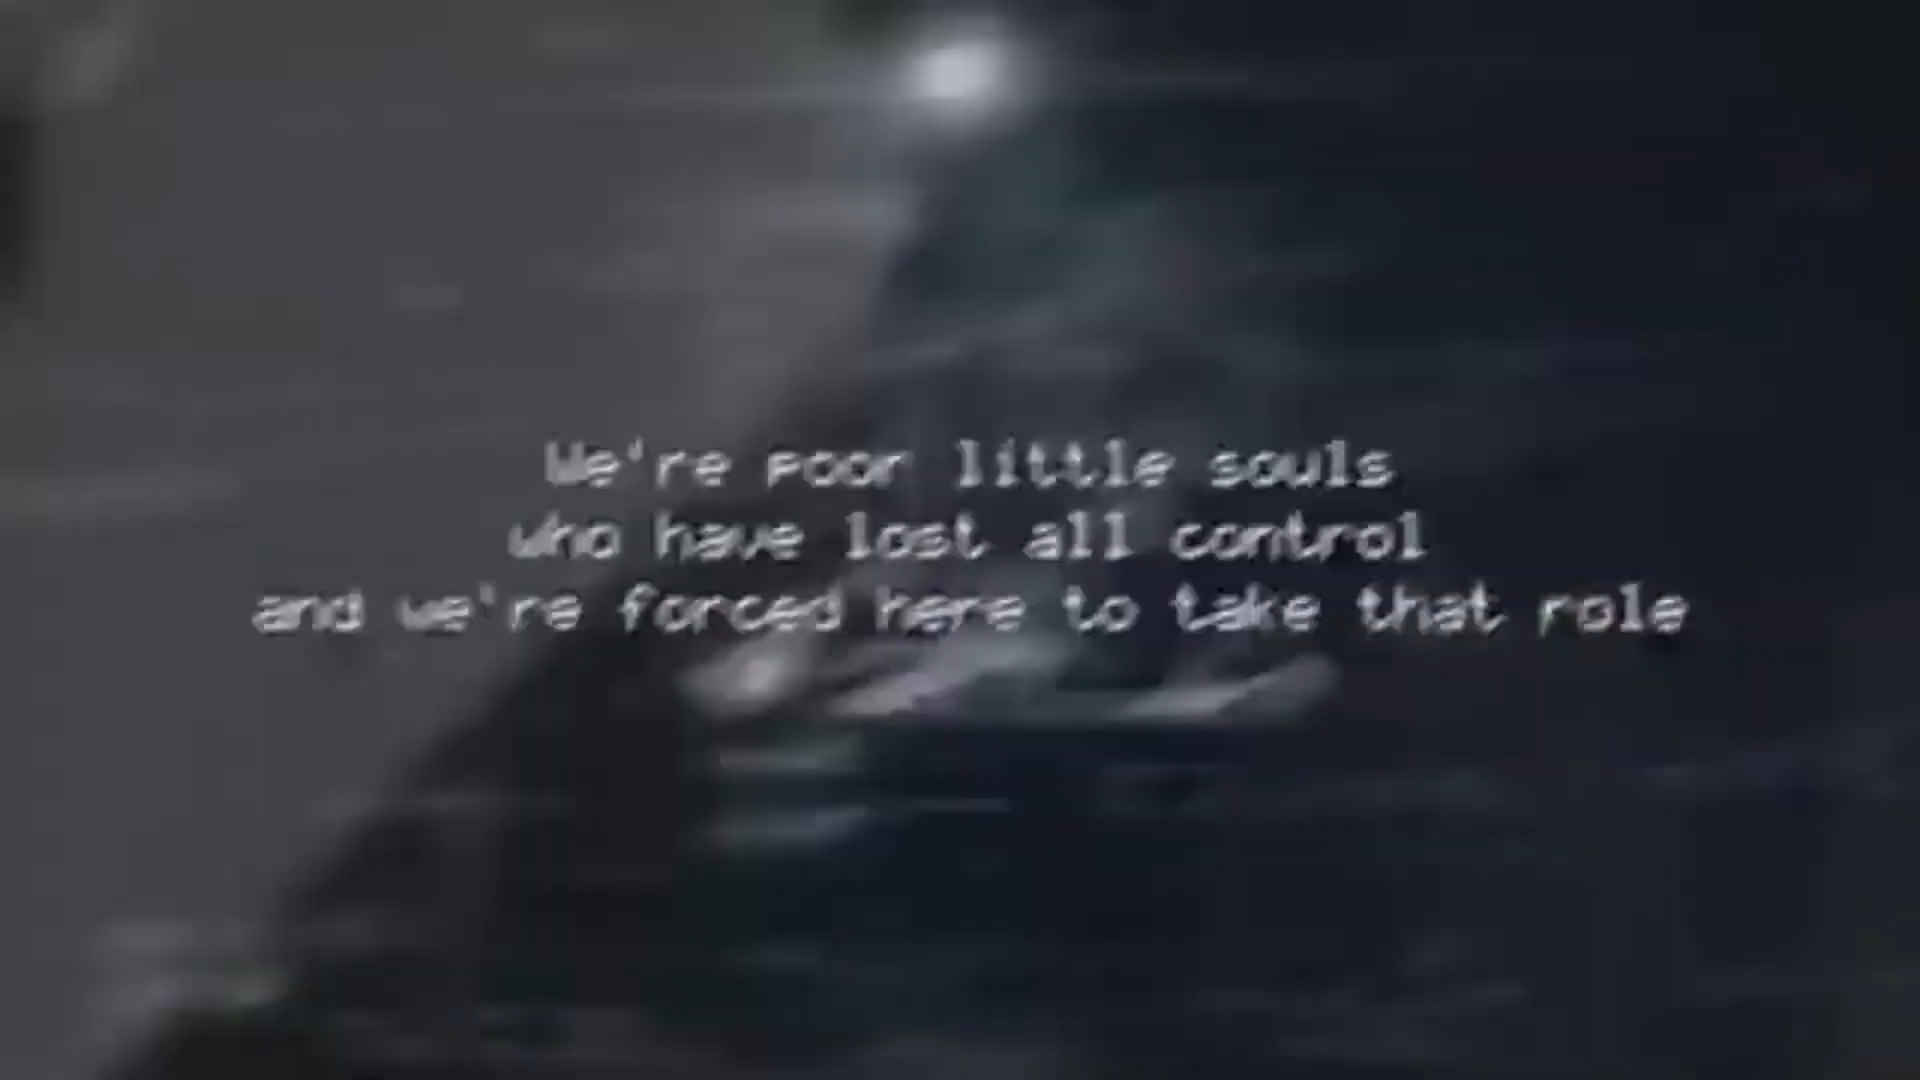 We're poor little souls
who have lost all control
and we're forced here to take that role